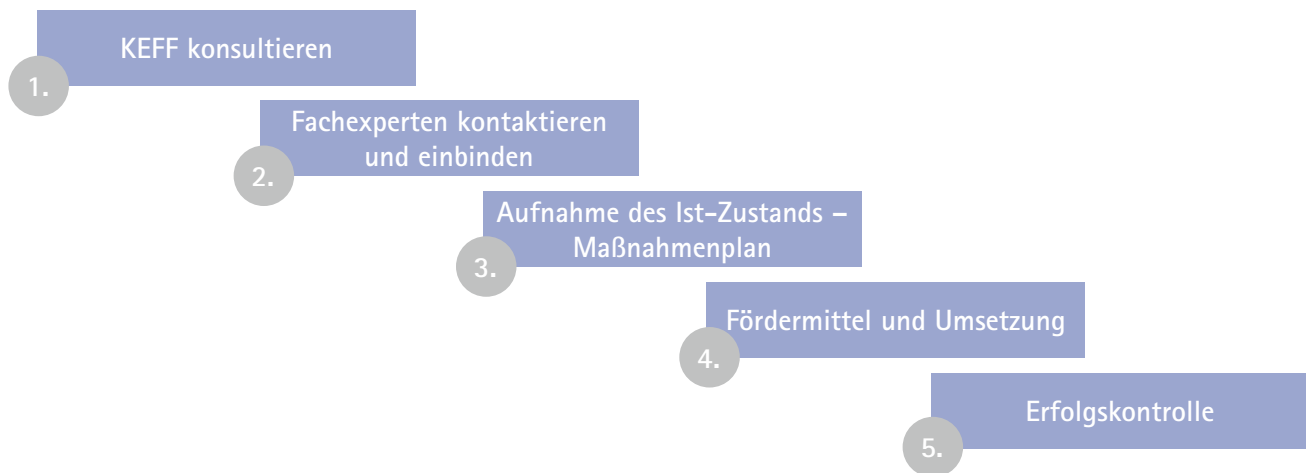 KEFF konsultieren
1.
Fachexperten kontaktieren
und einbinden
2.
Aufnahme des Ist-Zustands –
Maßnahmenplan
3.
Fördermittel und Umsetzung
4.
Erfolgskontrolle
5.